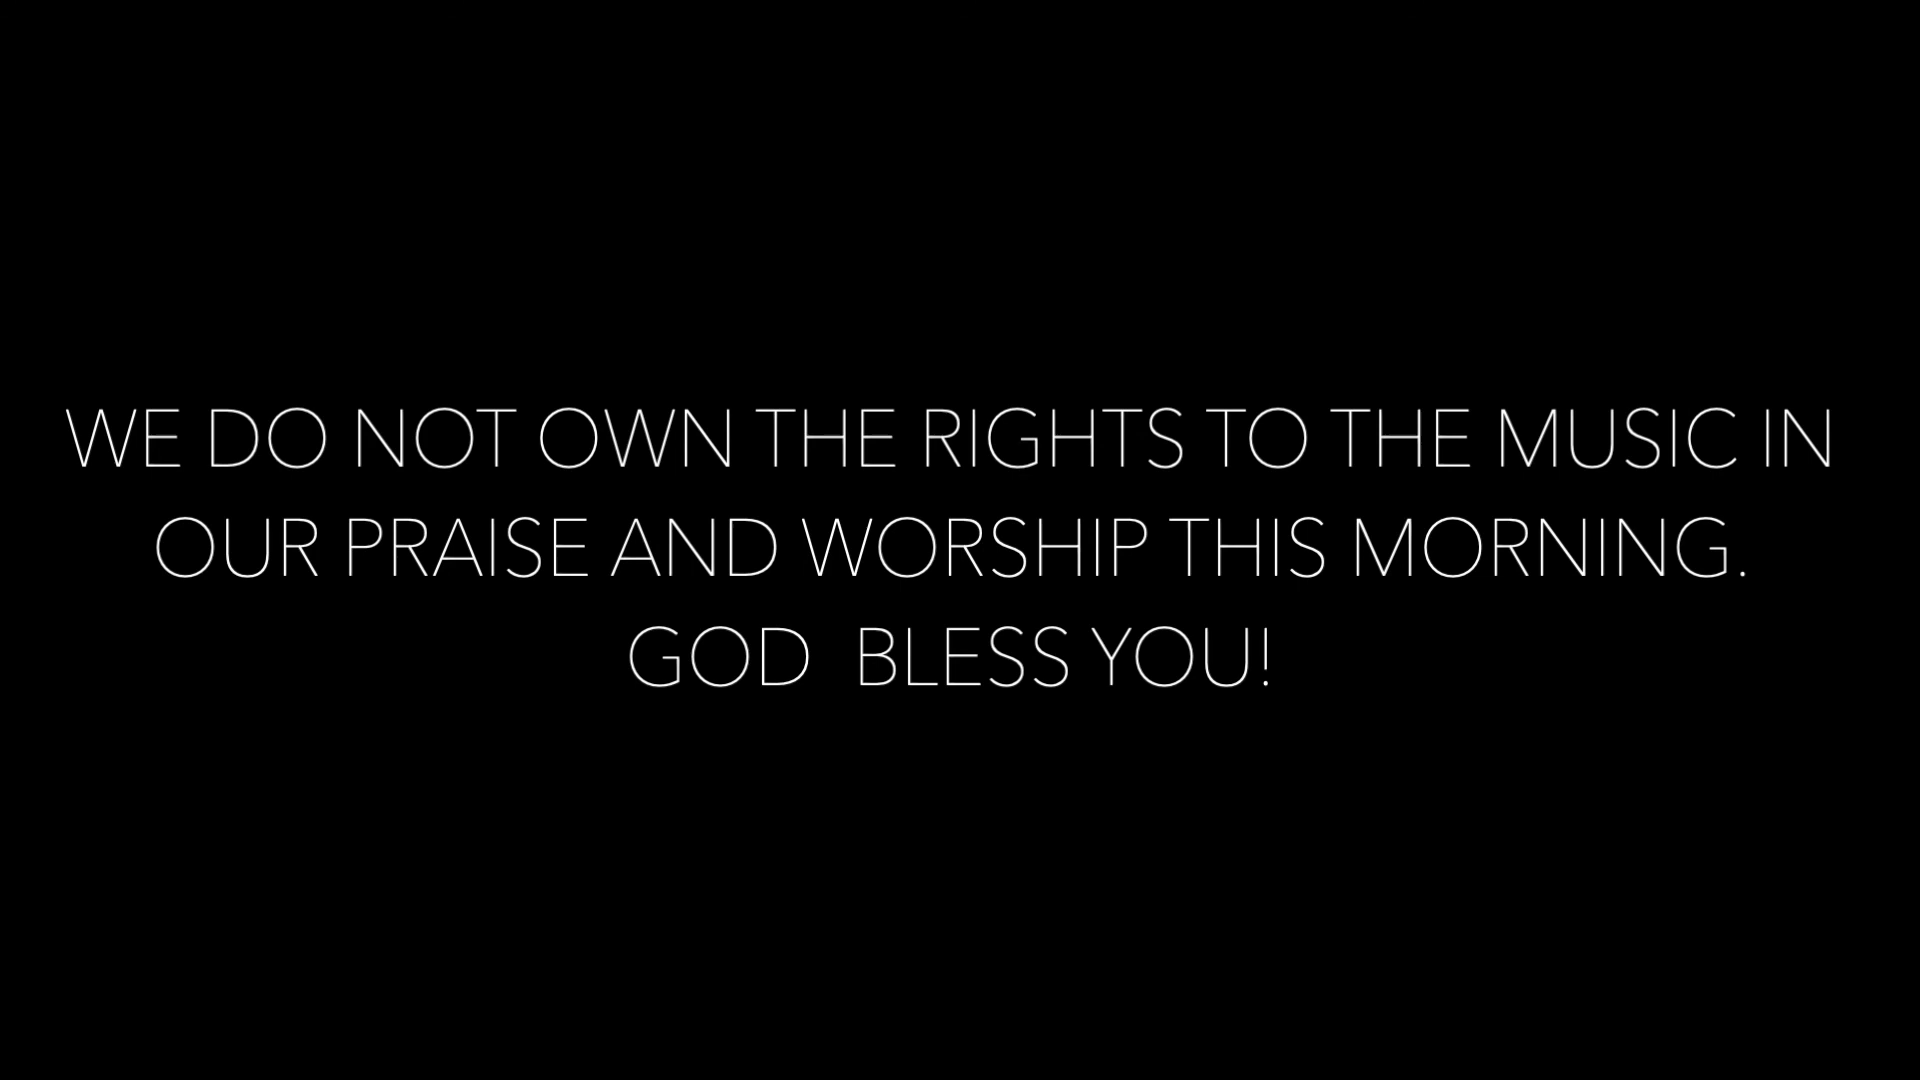 WE DO NOT OWN THE RIGHTS TO THE MUSIC IN
OUR PRAISE AND WORSHIP THIS MORNING.
GOD  BLESS YOU!